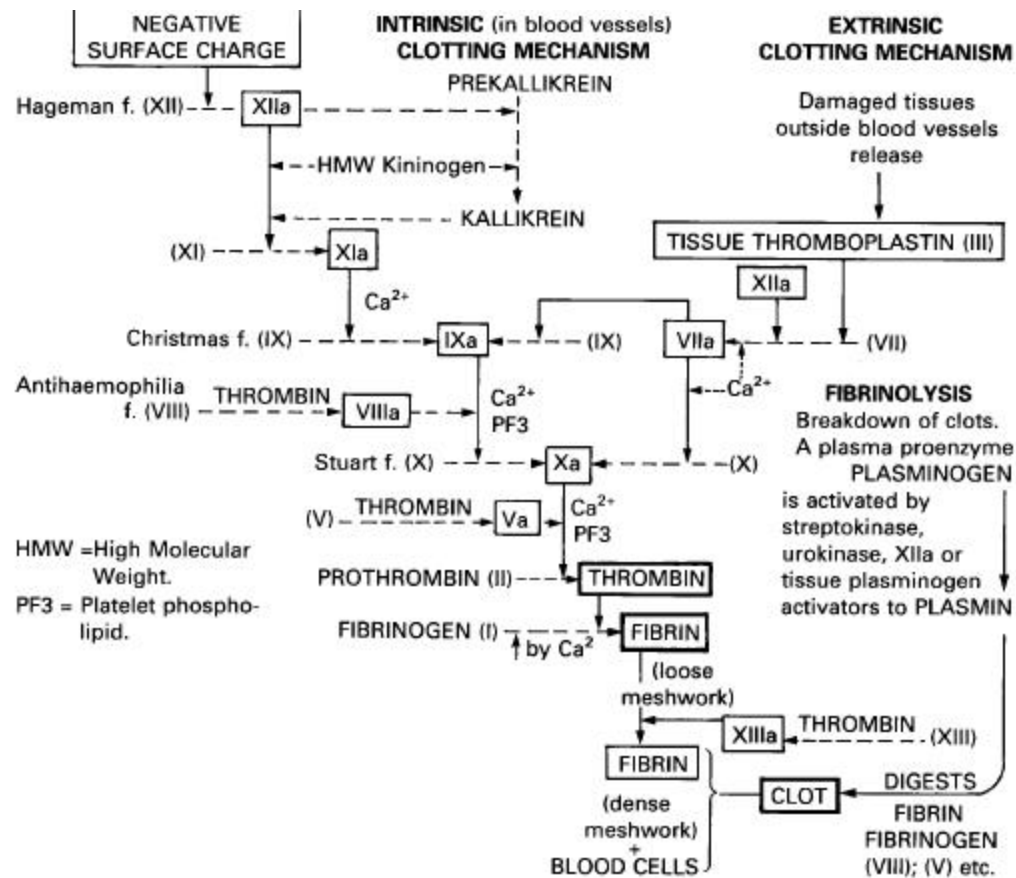 NEGATIVE
SURFACE CHARGE
INTRINSIC (in blood vessels)
CLOTTING MECHANISM
EXTRINSIC
CLOTTING MECHANISM
PREKALLIKREIN
Hageman f. (XII)
XIIa
Damaged tissues
outside blood vessels
release
HMW Kininogen
KALLIKREIN
TISSUE THROMBOPLASTIN (III)
(XI)
XIa
XIIa
Ca²⁺
Christmas f. (IX)
IXa
(IX)
VIIa
(VII)
Ca²⁺
Antihaemophilia
f. (VIII)
THROMBIN
VIIIa
Ca²⁺
PF3
Stuart f. (X)
Xa
(X)
FIBRINOLYSIS
Breakdown of clots.
A plasma proenzyme
PLASMINOGEN
is activated by
streptokinase,
urokinase, XIIa or
tissue plasminogen
activators to PLASMIN
(V)
THROMBIN
Va
Ca²⁺
PF3
HMW =High Molecular
Weight.
PF3 = Platelet phospho-
lipid.
PROTHROMBIN (II)
THROMBIN
FIBRINOGEN (I)
by Ca²
FIBRIN
(loose
meshwork)
XIIIa
THROMBIN
(XIII)
FIBRIN
(dense
meshwork)
+
BLOOD CELLS
CLOT
DIGESTS
FIBRIN
FIBRINOGEN
(VIII); (V) etc.